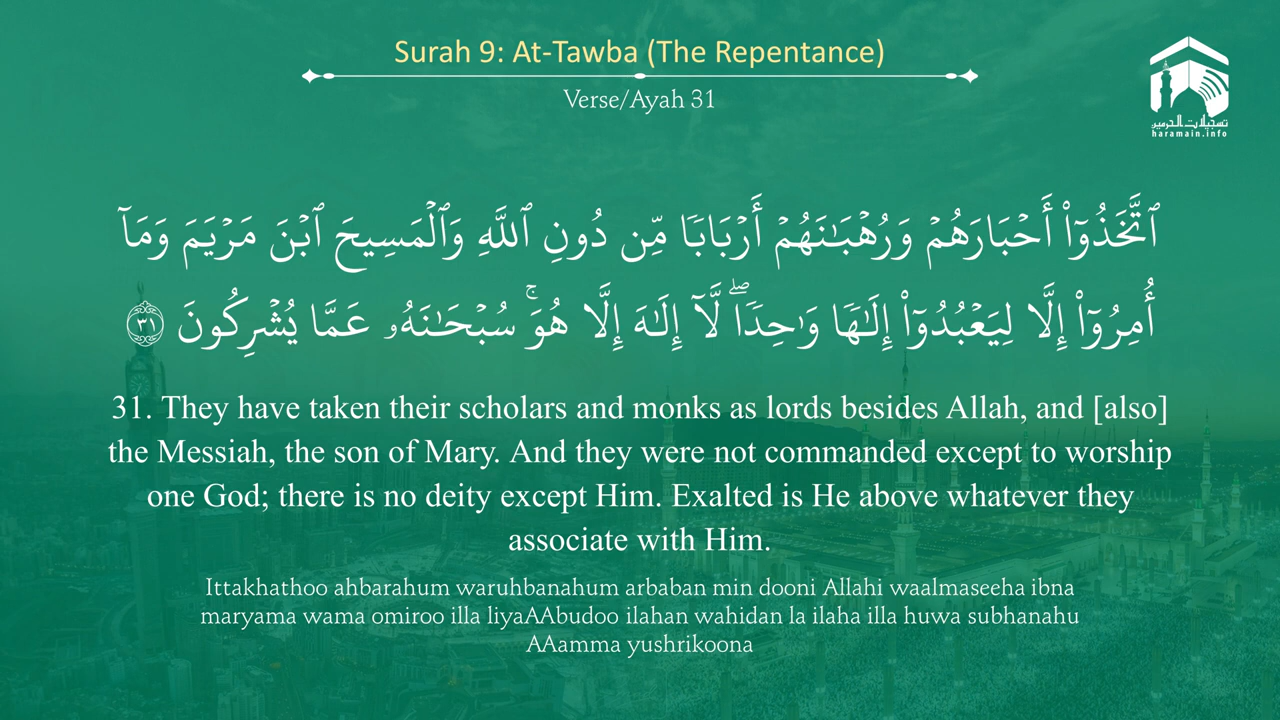 Surah 9: At-Tawba (The Repentance)
Verse/Ayah 31
تسجيلات الحرمين
haramain.info
ٱتَّخَذُوٓا۟ أَحْبَارَهُمْ وَرُهْبَـٰنَهُمْ أَرْبَابًا مِّن دُونِ ٱللَّهِ وَٱلْمَسِيحَ ٱبْنَ مَرْيَمَ وَمَآ
أُمِرُوٓا۟ إِلَّا لِيَعْبُدُوٓا۟ إِلَـٰهًا وَٰحِدًا ۖ لَّآ إِلَـٰهَ إِلَّا هُوَ ۚ سُبْحَـٰنَهُۥ عَمَّا يُشْرِكُونَ ٣١
31. They have taken their scholars and monks as lords besides Allah, and [also]
the Messiah, the son of Mary. And they were not commanded except to worship
one God; there is no deity except Him. Exalted is He above whatever they
associate with Him.
Ittakhathoo ahbarahum waruhbanahum arbaban min dooni Allahi waalmaseeha ibna
maryama wama omiroo illa liyaAAbudoo ilahan wahidan la ilaha illa huwa subhanahu
AAamma yushrikoona